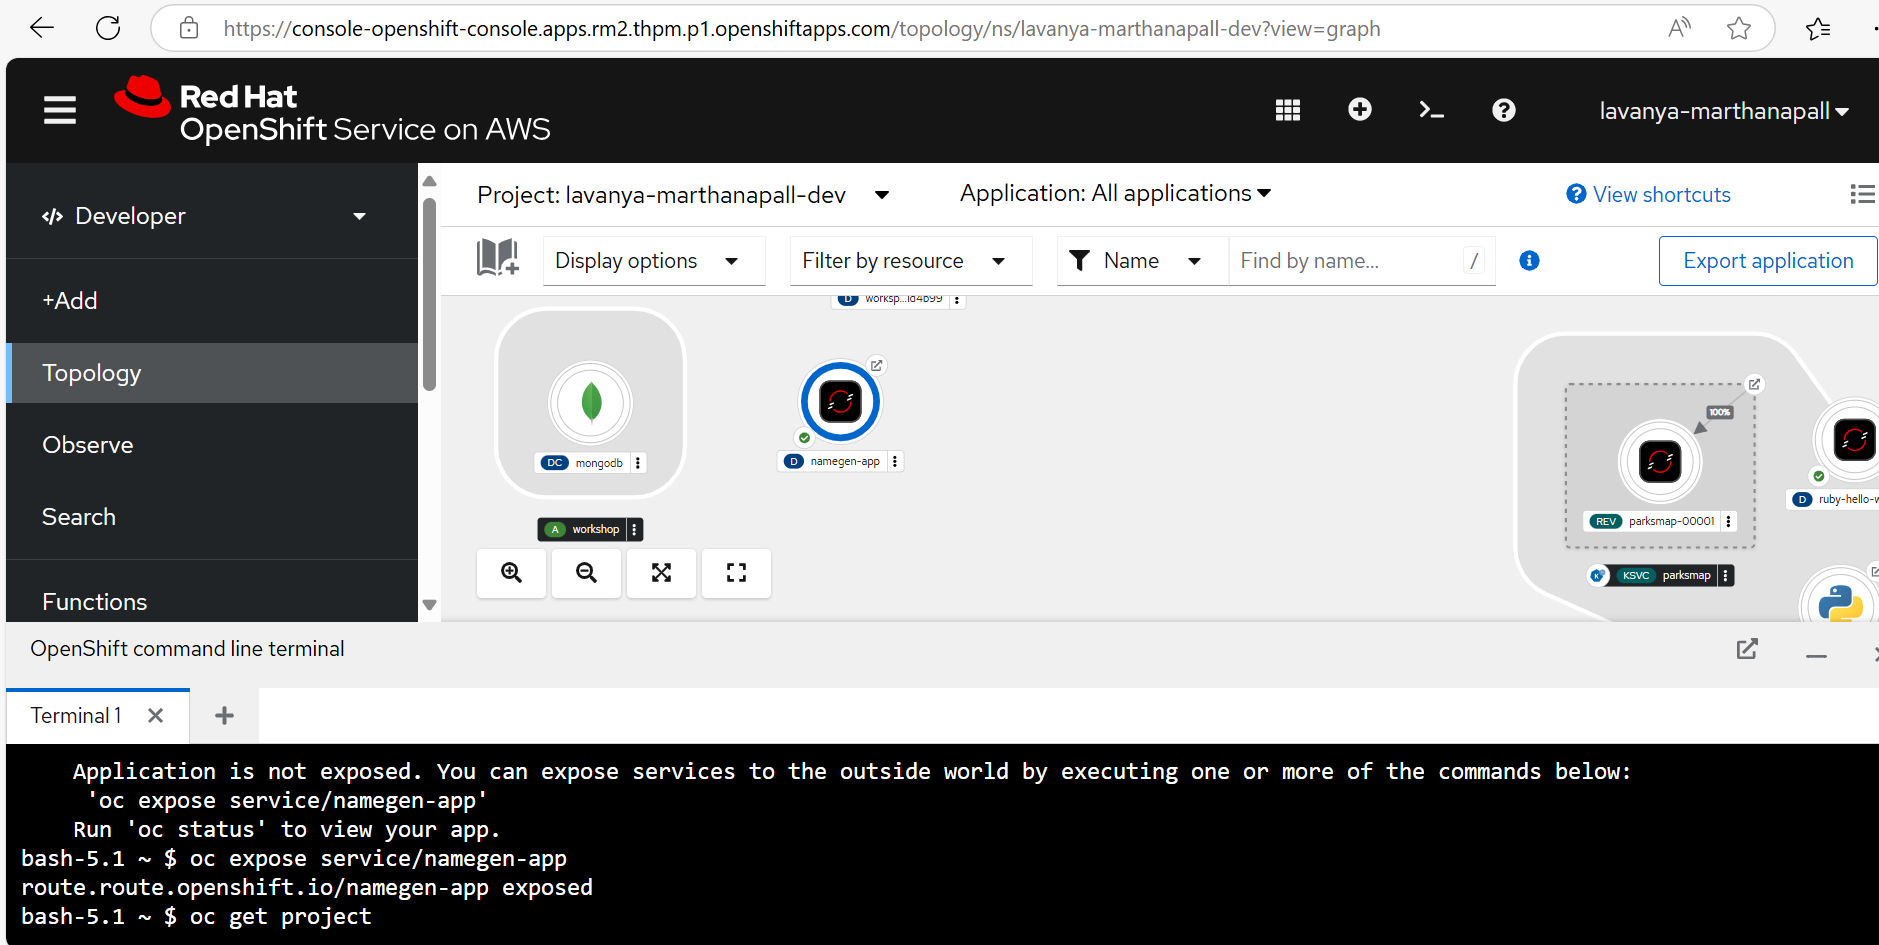 https://console-openshift-console.apps.rm2.thpm.p1.openshiftapps.com/topology/ns/lavanya-marthanapall-dev?view=graph
Red Hat
OpenShift Service on AWS
lavanya-marthanapall
Developer
+Add
Topology
Observe
Search
Functions
Project: lavanya-marthanapall-dev
Application: All applications
View shortcuts
Display options
Filter by resource
Name
Find by name...
/
Export application
D worksp...id4b99
DC mongodb
A workshop
D namegen-app
100%
REV parksmap-00001
KSVC parksmap
D ruby-hello-w
OpenShift command line terminal
Terminal 1
Application is not exposed. You can expose services to the outside world by executing one or more of the commands below:
'oc expose service/namegen-app'
Run 'oc status' to view your app.
bash-5.1 ~ $ oc expose service/namegen-app
route.route.openshift.io/namegen-app exposed
bash-5.1 ~ $ oc get project